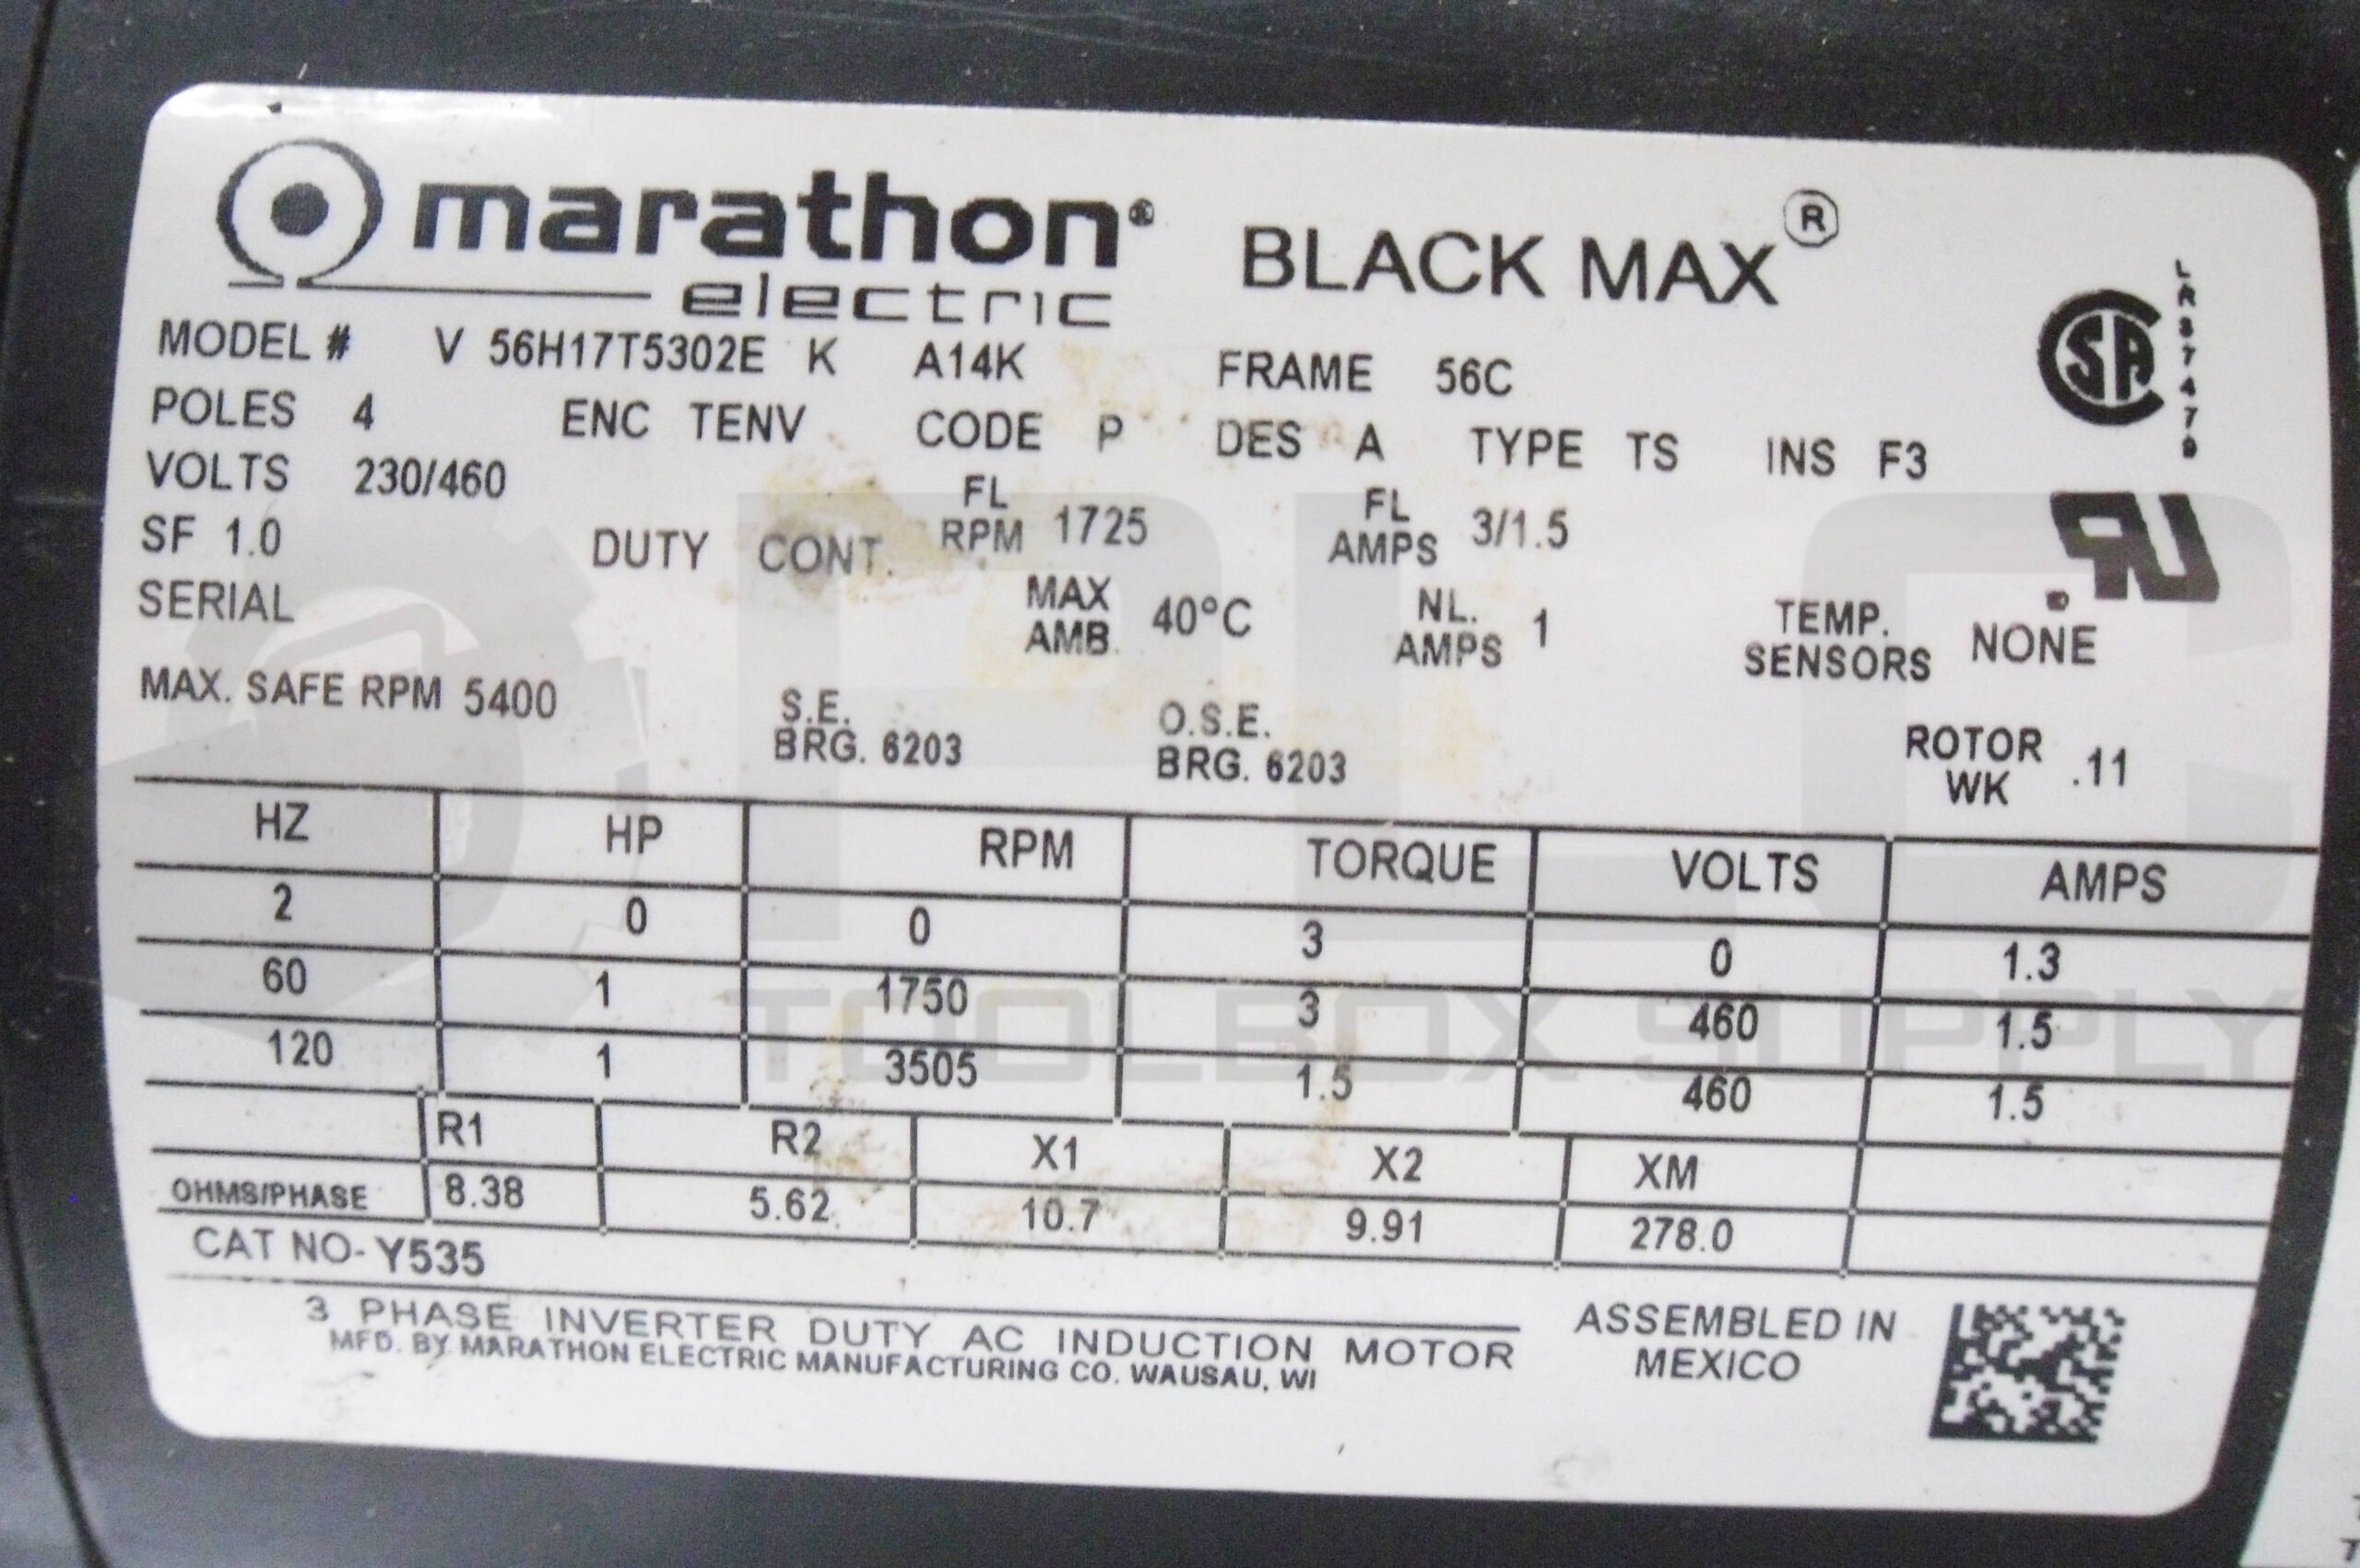 marathon® BLACK MAX®
electric
LR37479
MODEL # V 56H17T5302E K A14K FRAME 56C
POLES 4 ENC TENV CODE P DES A TYPE TS INS F3
VOLTS 230/460 FL RPM 1725 FL AMPS 3/1.5
SF 1.0 DUTY CONT.
SERIAL MAX AMB. 40°C NL. AMPS 1 TEMP. SENSORS NONE
MAX. SAFE RPM 5400 S.E. BRG. 6203 O.S.E. BRG. 6203 ROTOR WK .11
HZ HP RPM TORQUE VOLTS AMPS
2 0 0 3 0 1.3
60 1 1750 3 460 1.5
120 1 3505 1.5 460 1.5
R1 R2 X1 X2 XM
OHMS/PHASE 8.38 5.62 10.7 9.91 278.0
CAT NO- Y535
3 PHASE INVERTER DUTY AC INDUCTION MOTOR
MFD. BY MARATHON ELECTRIC MANUFACTURING CO. WAUSAU, WI
ASSEMBLED IN
MEXICO
PLC
TOOLBOX SUPPLY